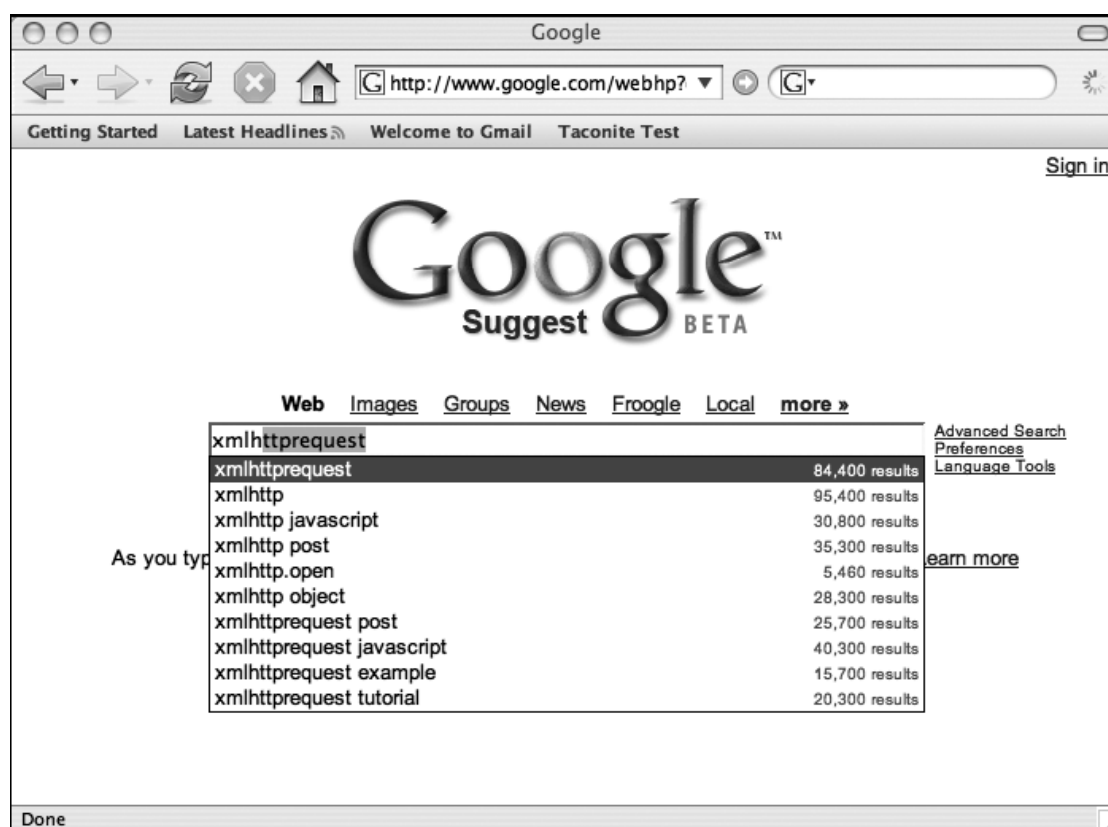 Google
G http://www.google.com/webhp? G
Getting Started Latest Headlines Welcome to Gmail Taconite Test
Sign in
Google™
Suggest BETA
Web Images Groups News Froogle Local more »
xmlhttprequest Advanced Search
Preferences
xmlhttprequest 84,400 results Language Tools
xmlhttp 95,400 results
xmlhttp javascript 30,800 results
xmlhttp post 35,300 results
As you typ earn more
xmlhttp.open 5,460 results
xmlhttp object 28,300 results
xmlhttprequest post 25,700 results
xmlhttprequest javascript 40,300 results
xmlhttprequest example 15,700 results
xmlhttprequest tutorial 20,300 results
Done